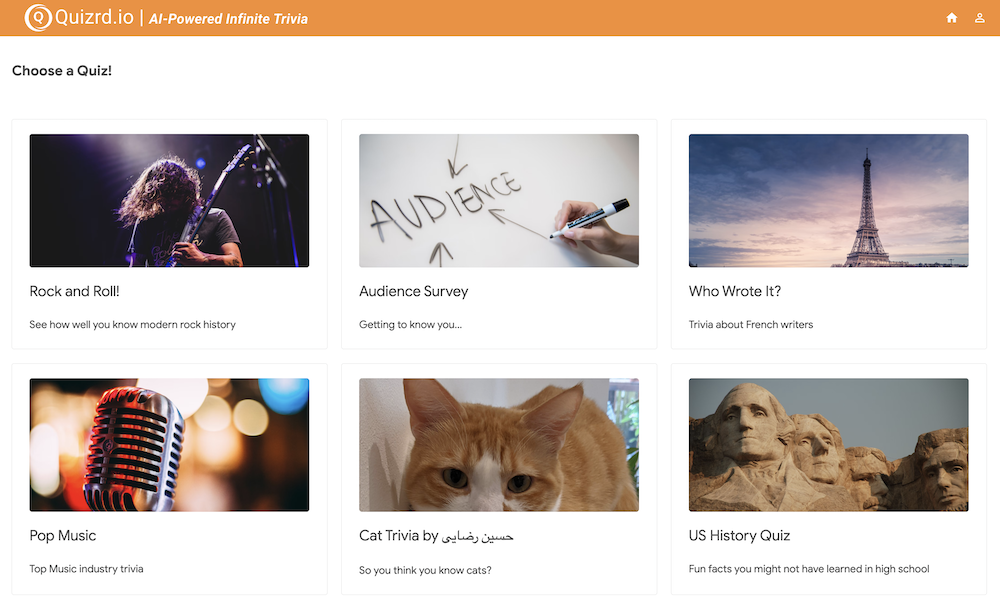 Quizrd.io | AI-Powered Infinite Trivia
Choose a Quiz!
AUDIENCE
Rock and Roll!
Audience Survey
Who Wrote It?
See how well you know modern rock history
Getting to know you...
Trivia about French writers
Pop Music
Cat Trivia by حسین رضایی
US History Quiz
Top Music industry trivia
So you think you know cats?
Fun facts you might not have learned in high school